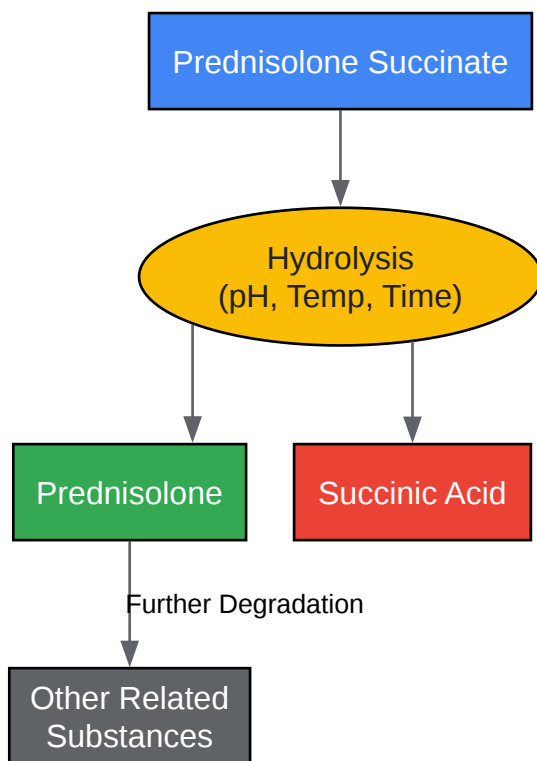 Prednisolone Succinate
Hydrolysis
(pH, Temp, Time)
Prednisolone
Succinic Acid
Further Degradation
Other Related
Substances